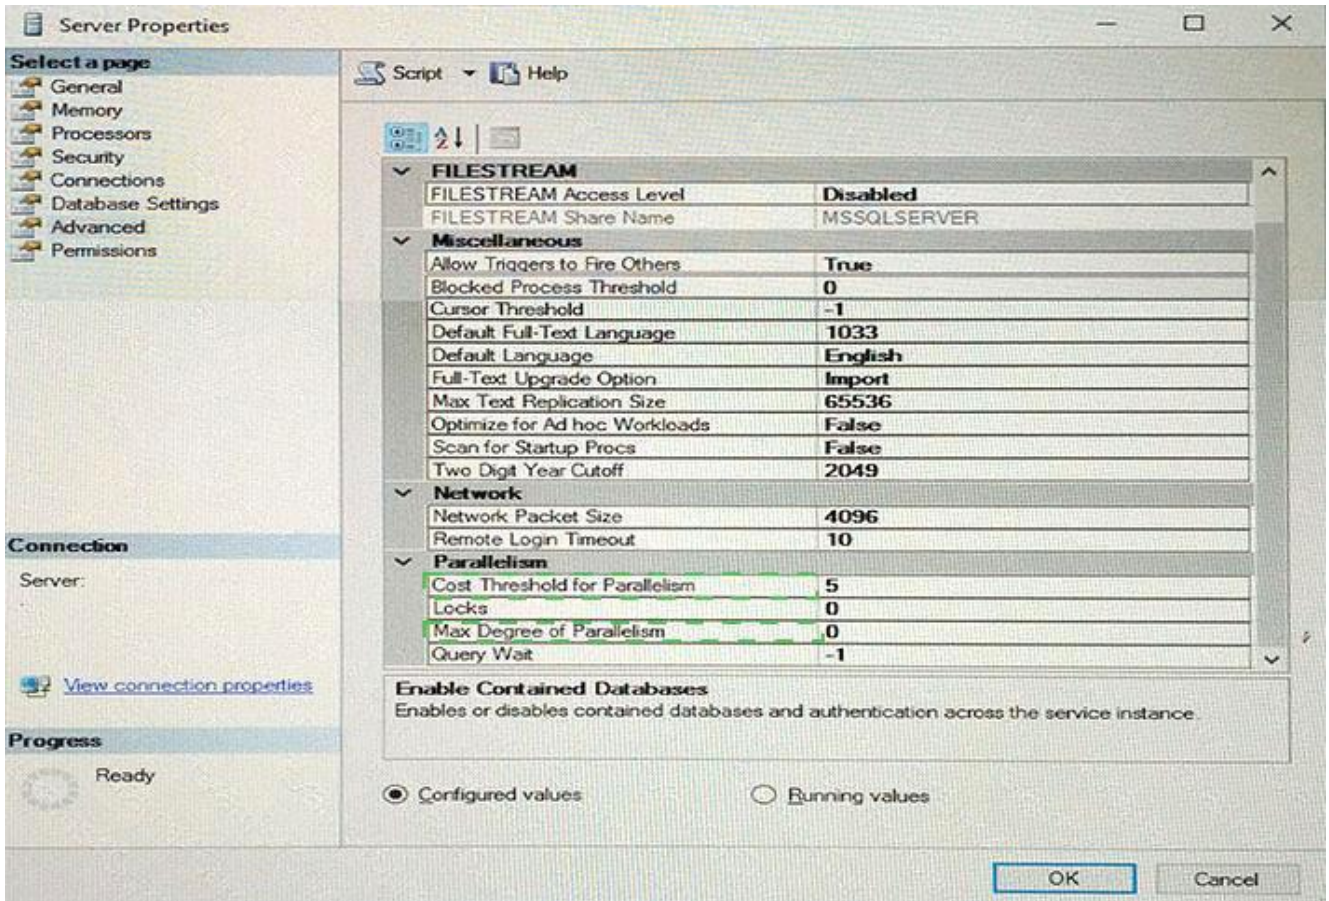 Server Properties
Select a page
General
Memory
Processors
Security
Connections
Database Settings
Advanced
Permissions
Connection
Server:
View connection properties
Progress
Ready
Script
Help
FILESTREAM
FILESTREAM Access Level Disabled
FILESTREAM Share Name MSSQLSERVER
Miscellaneous
Allow Triggers to Fire Others True
Blocked Process Threshold 0
Cursor Threshold -1
Default Full-Text Language 1033
Default Language English
Full-Text Upgrade Option Import
Max Text Replication Size 65536
Optimize for Ad hoc Workloads False
Scan for Startup Procs False
Two Digit Year Cutoff 2049
Network
Network Packet Size 4096
Remote Login Timeout 10
Parallelism
Cost Threshold for Parallelism 5
Locks 0
Max Degree of Parallelism 0
Query Wait -1
Enable Contained Databases
Enables or disables contained databases and authentication across the service instance.
Configured values
Running values
OK
Cancel